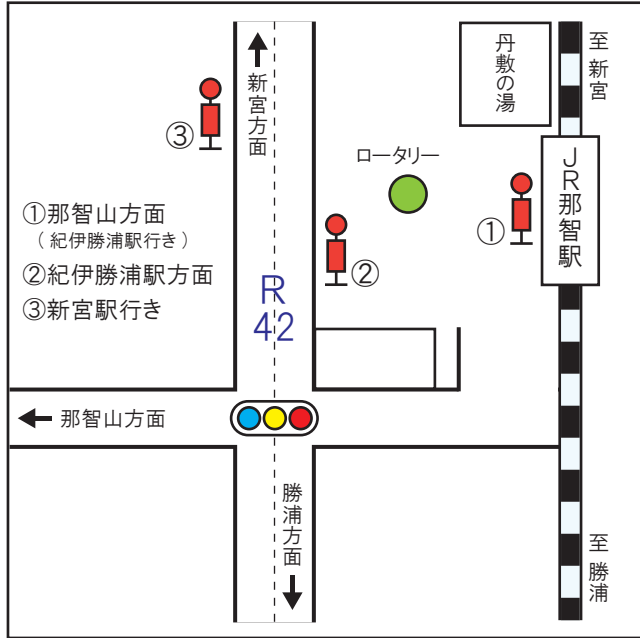 至新宮
丹敷の湯
新宮方面
③
ロータリー
JR那智駅
①
②
①那智山方面
(紀伊勝浦駅行き)
②紀伊勝浦駅方面
③新宮駅行き
R
42
那智山方面
勝浦方面
至勝浦